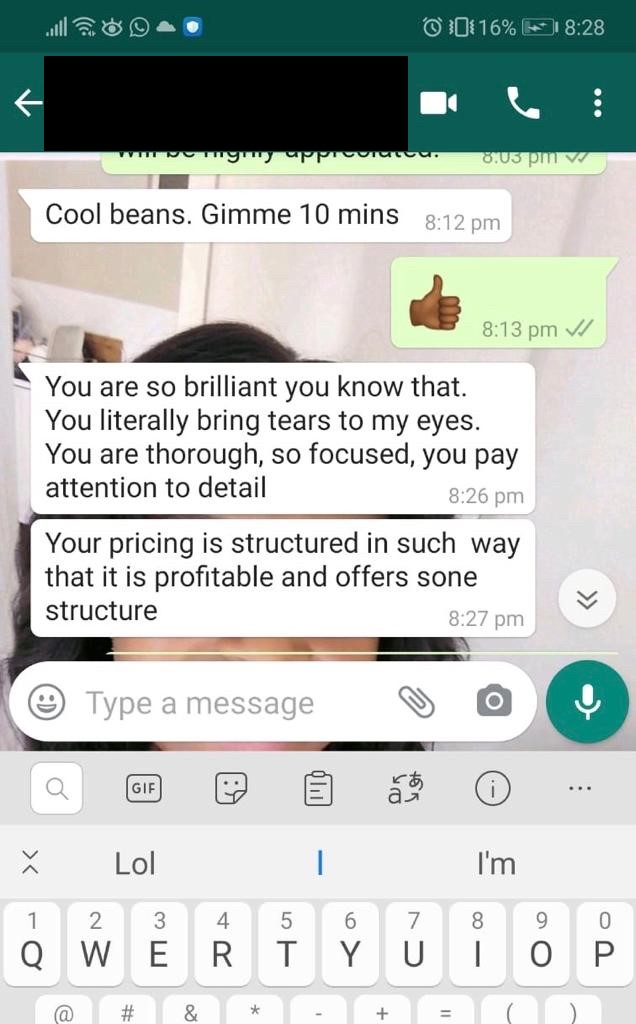 16% 8:28
will be highly appreciated. 8:03 pm
Cool beans. Gimme 10 mins 8:12 pm
8:13 pm
You are so brilliant you know that.
You literally bring tears to my eyes.
You are thorough, so focused, you pay
attention to detail 8:26 pm
Your pricing is structured in such way
that it is profitable and offers sone
structure 8:27 pm
Type a message
GIF
Lol I I'm
1 2 3 4 5 6 7 8 9 0
Q W E R T Y U I O P
@ # & * - + = ( )